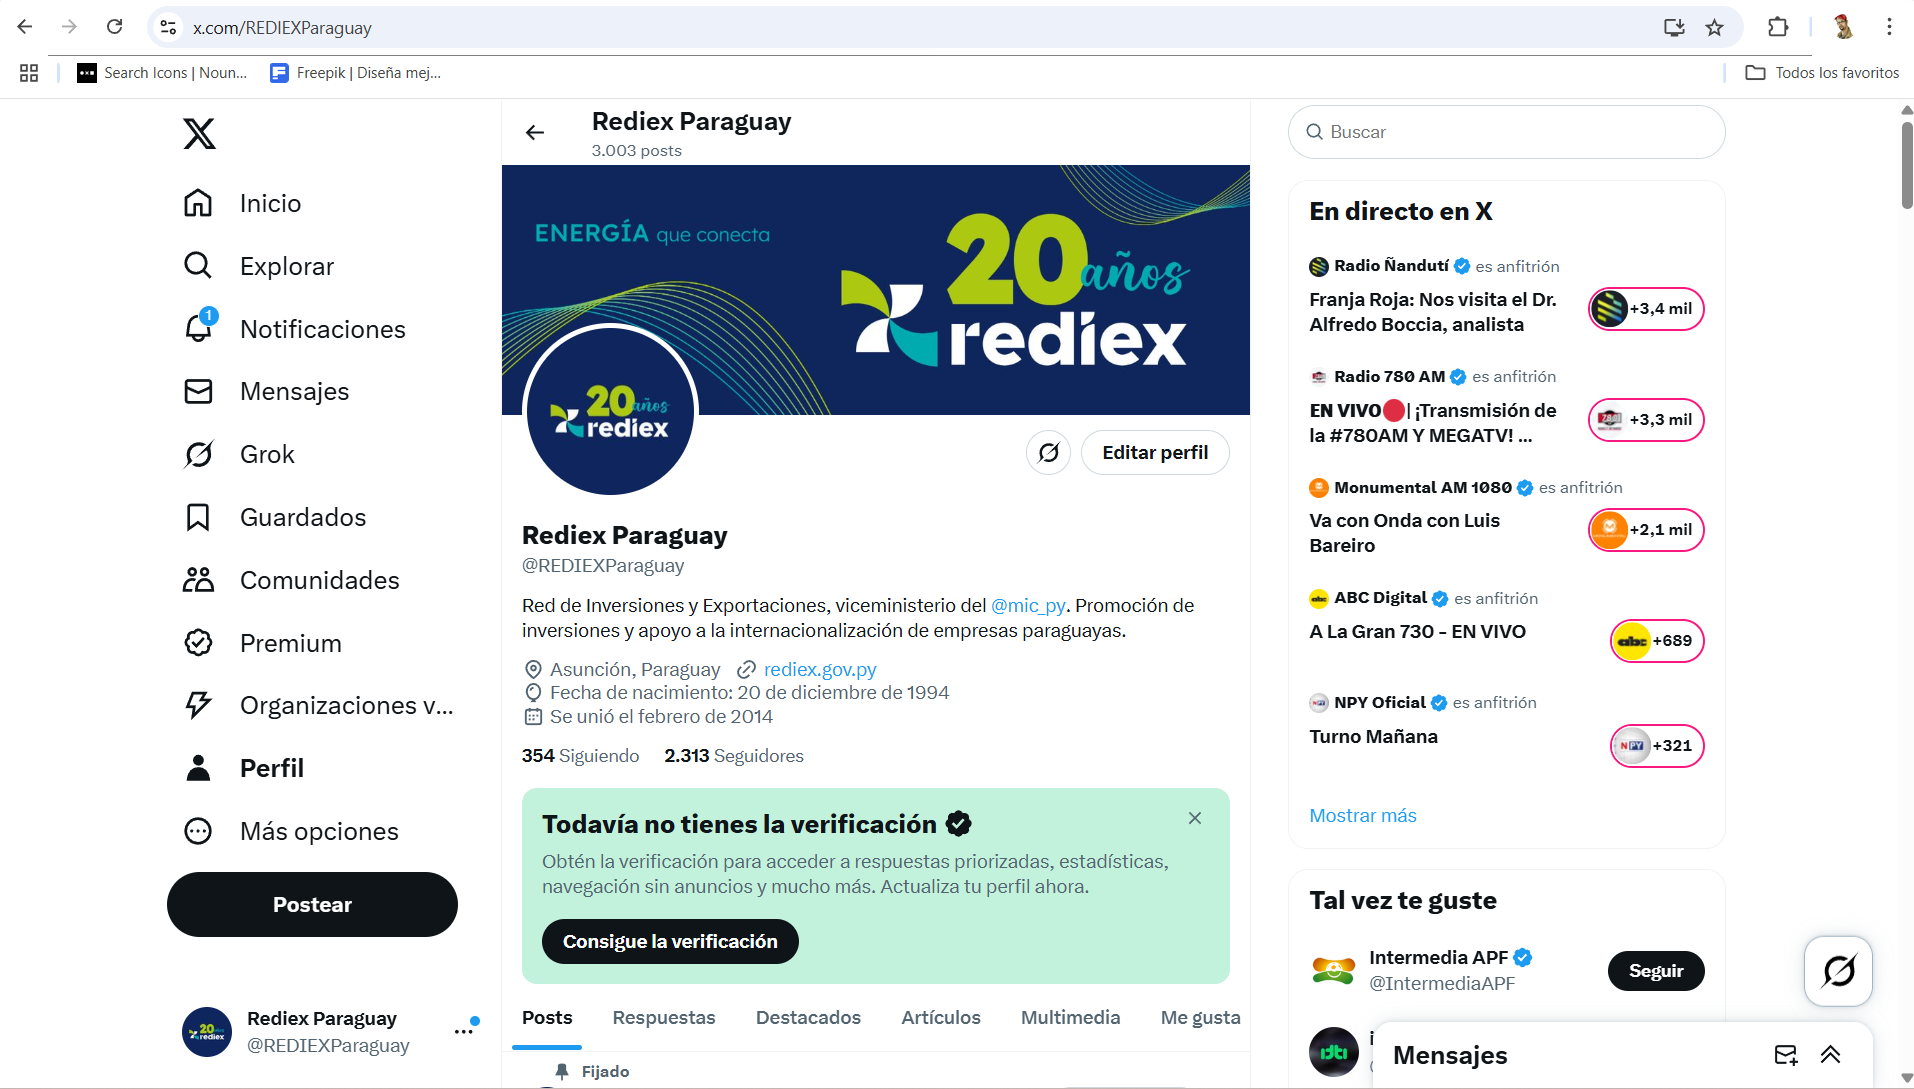 x.com/REDIEXParaguay
Search Icons | Noun...
Freepik | Diseña mej...
Todos los favoritos
Inicio
Explorar
1
Notificaciones
Mensajes
Grok
Guardados
Comunidades
Premium
Organizaciones v...
Perfil
Más opciones
Postear
Rediex Paraguay
@REDIEXParaguay
Rediex Paraguay
3.003 posts
ENERGÍA que conecta
20 años
rediex
20 años
rediex
Editar perfil
Rediex Paraguay
@REDIEXParaguay
Red de Inversiones y Exportaciones, viceministerio del @mic_py. Promoción de
inversiones y apoyo a la internacionalización de empresas paraguayas.
Asunción, Paraguay rediex.gov.py
Fecha de nacimiento: 20 de diciembre de 1994
Se unió el febrero de 2014
354 Siguiendo 2.313 Seguidores
Todavía no tienes la verificación
Obtén la verificación para acceder a respuestas priorizadas, estadísticas,
navegación sin anuncios y mucho más. Actualiza tu perfil ahora.
Consigue la verificación
Posts Respuestas Destacados Artículos Multimedia Me gusta
Fijado
Buscar
En directo en X
Radio Ñandutí es anfitrión
Franja Roja: Nos visita el Dr.
Alfredo Boccia, analista
+3,4 mil
Radio 780 AM es anfitrión
EN VIVO🔴| ¡Transmisión de
la #780AM Y MEGATV! ...
+3,3 mil
Monumental AM 1080 es anfitrión
Va con Onda con Luis
Bareiro
+2,1 mil
ABC Digital es anfitrión
A La Gran 730 - EN VIVO
abc
+689
NPY Oficial es anfitrión
Turno Mañana
NPY
+321
Mostrar más
Tal vez te guste
Intermedia APF
@IntermediaAPF
Seguir
Mensajes